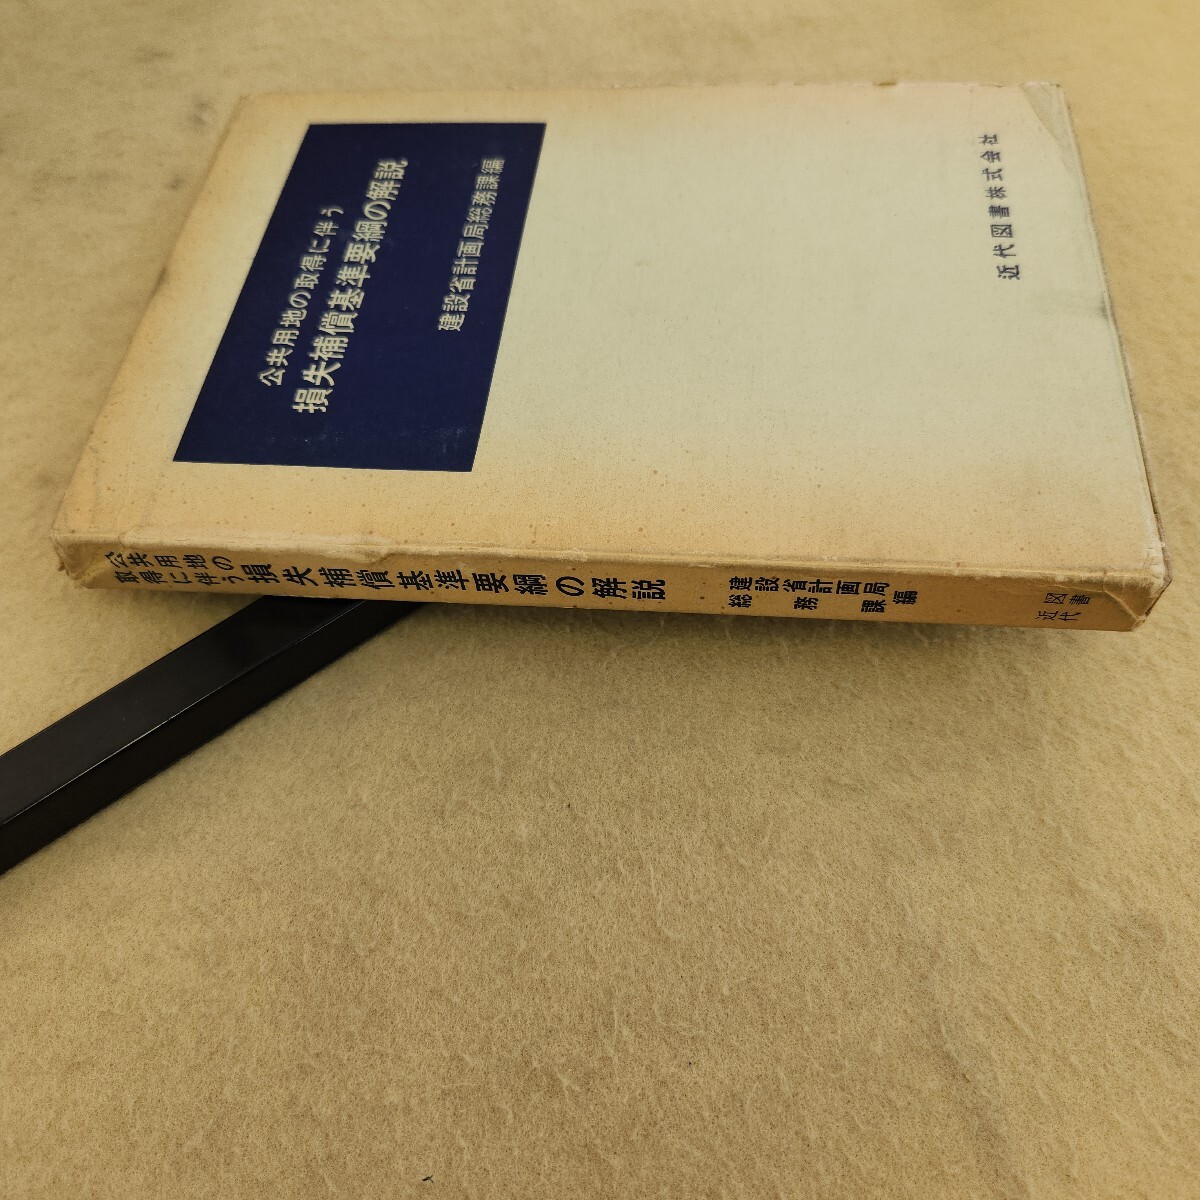 公共用地の取得に伴う
損失補償基準要綱の解説
建設省計画局総務課編
近代図書株式会社
公共用地の
取得に伴う
損失補償基準要綱の解説
建設省計画局
総務課編
図書
近代